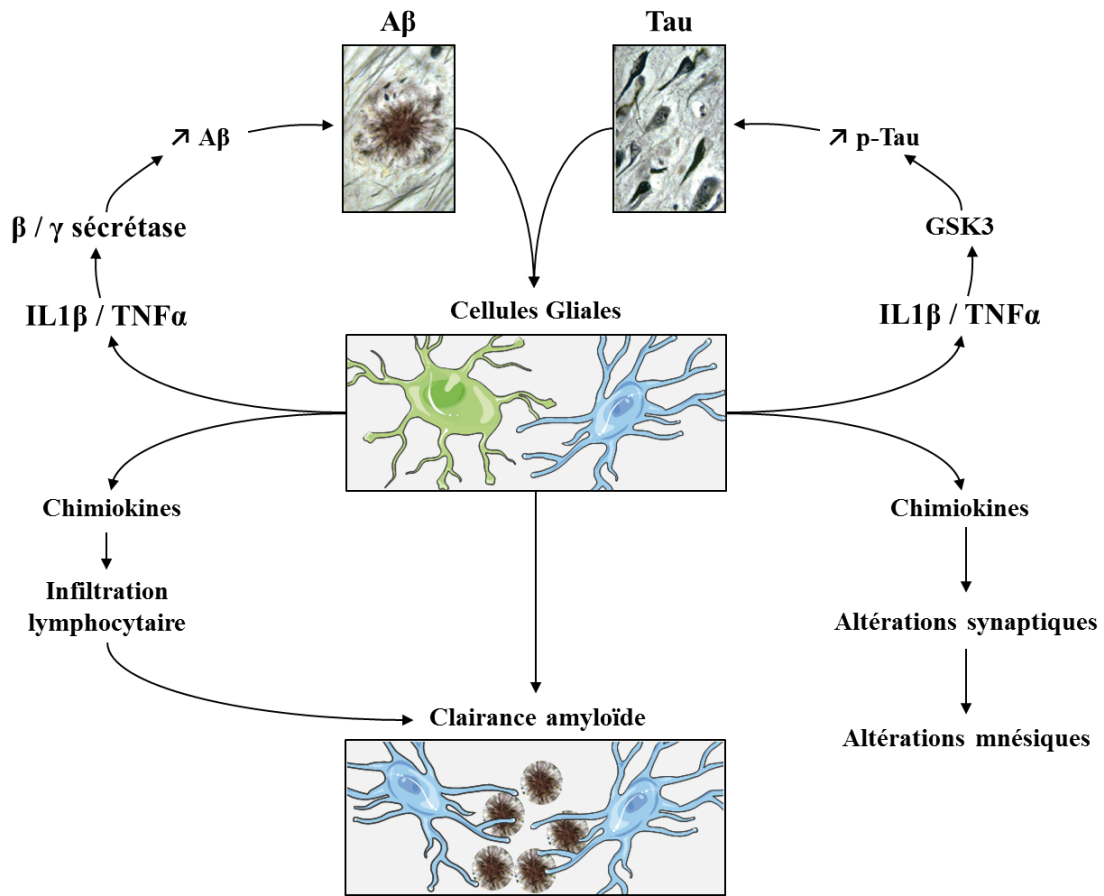 Aβ
Tau
↗ Aβ
↗ p-Tau
β / γ sécrétase
GSK3
IL1β / TNFα
Cellules Gliales
IL1β / TNFα
Chimiokines
Chimiokines
Infiltration
lymphocytaire
Altérations synaptiques
Clairance amyloïde
Altérations mnésiques